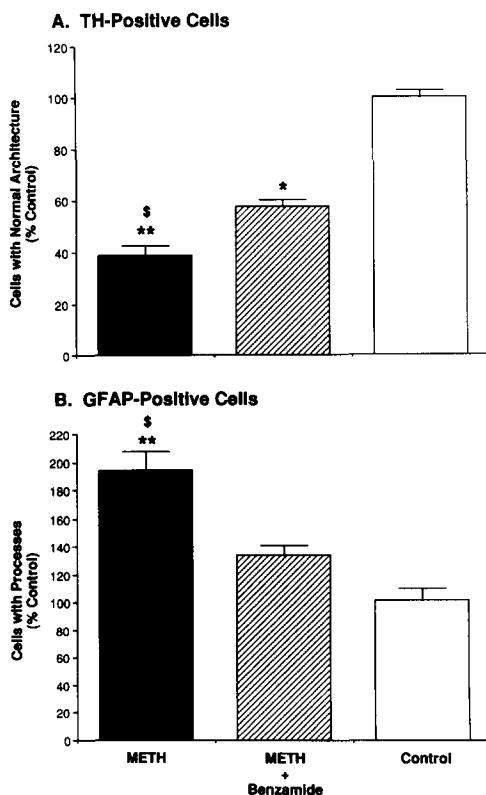 A. TH-Positive Cells
120
100
80
60
40
20
0
Cells with Normal Architecture
(% Control)
$
**
*
B. GFAP-Positive Cells
220
200
180
160
140
120
100
80
60
40
20
0
Cells with Processes
(% Control)
$
**
METH
METH
+
Benzamide
Control